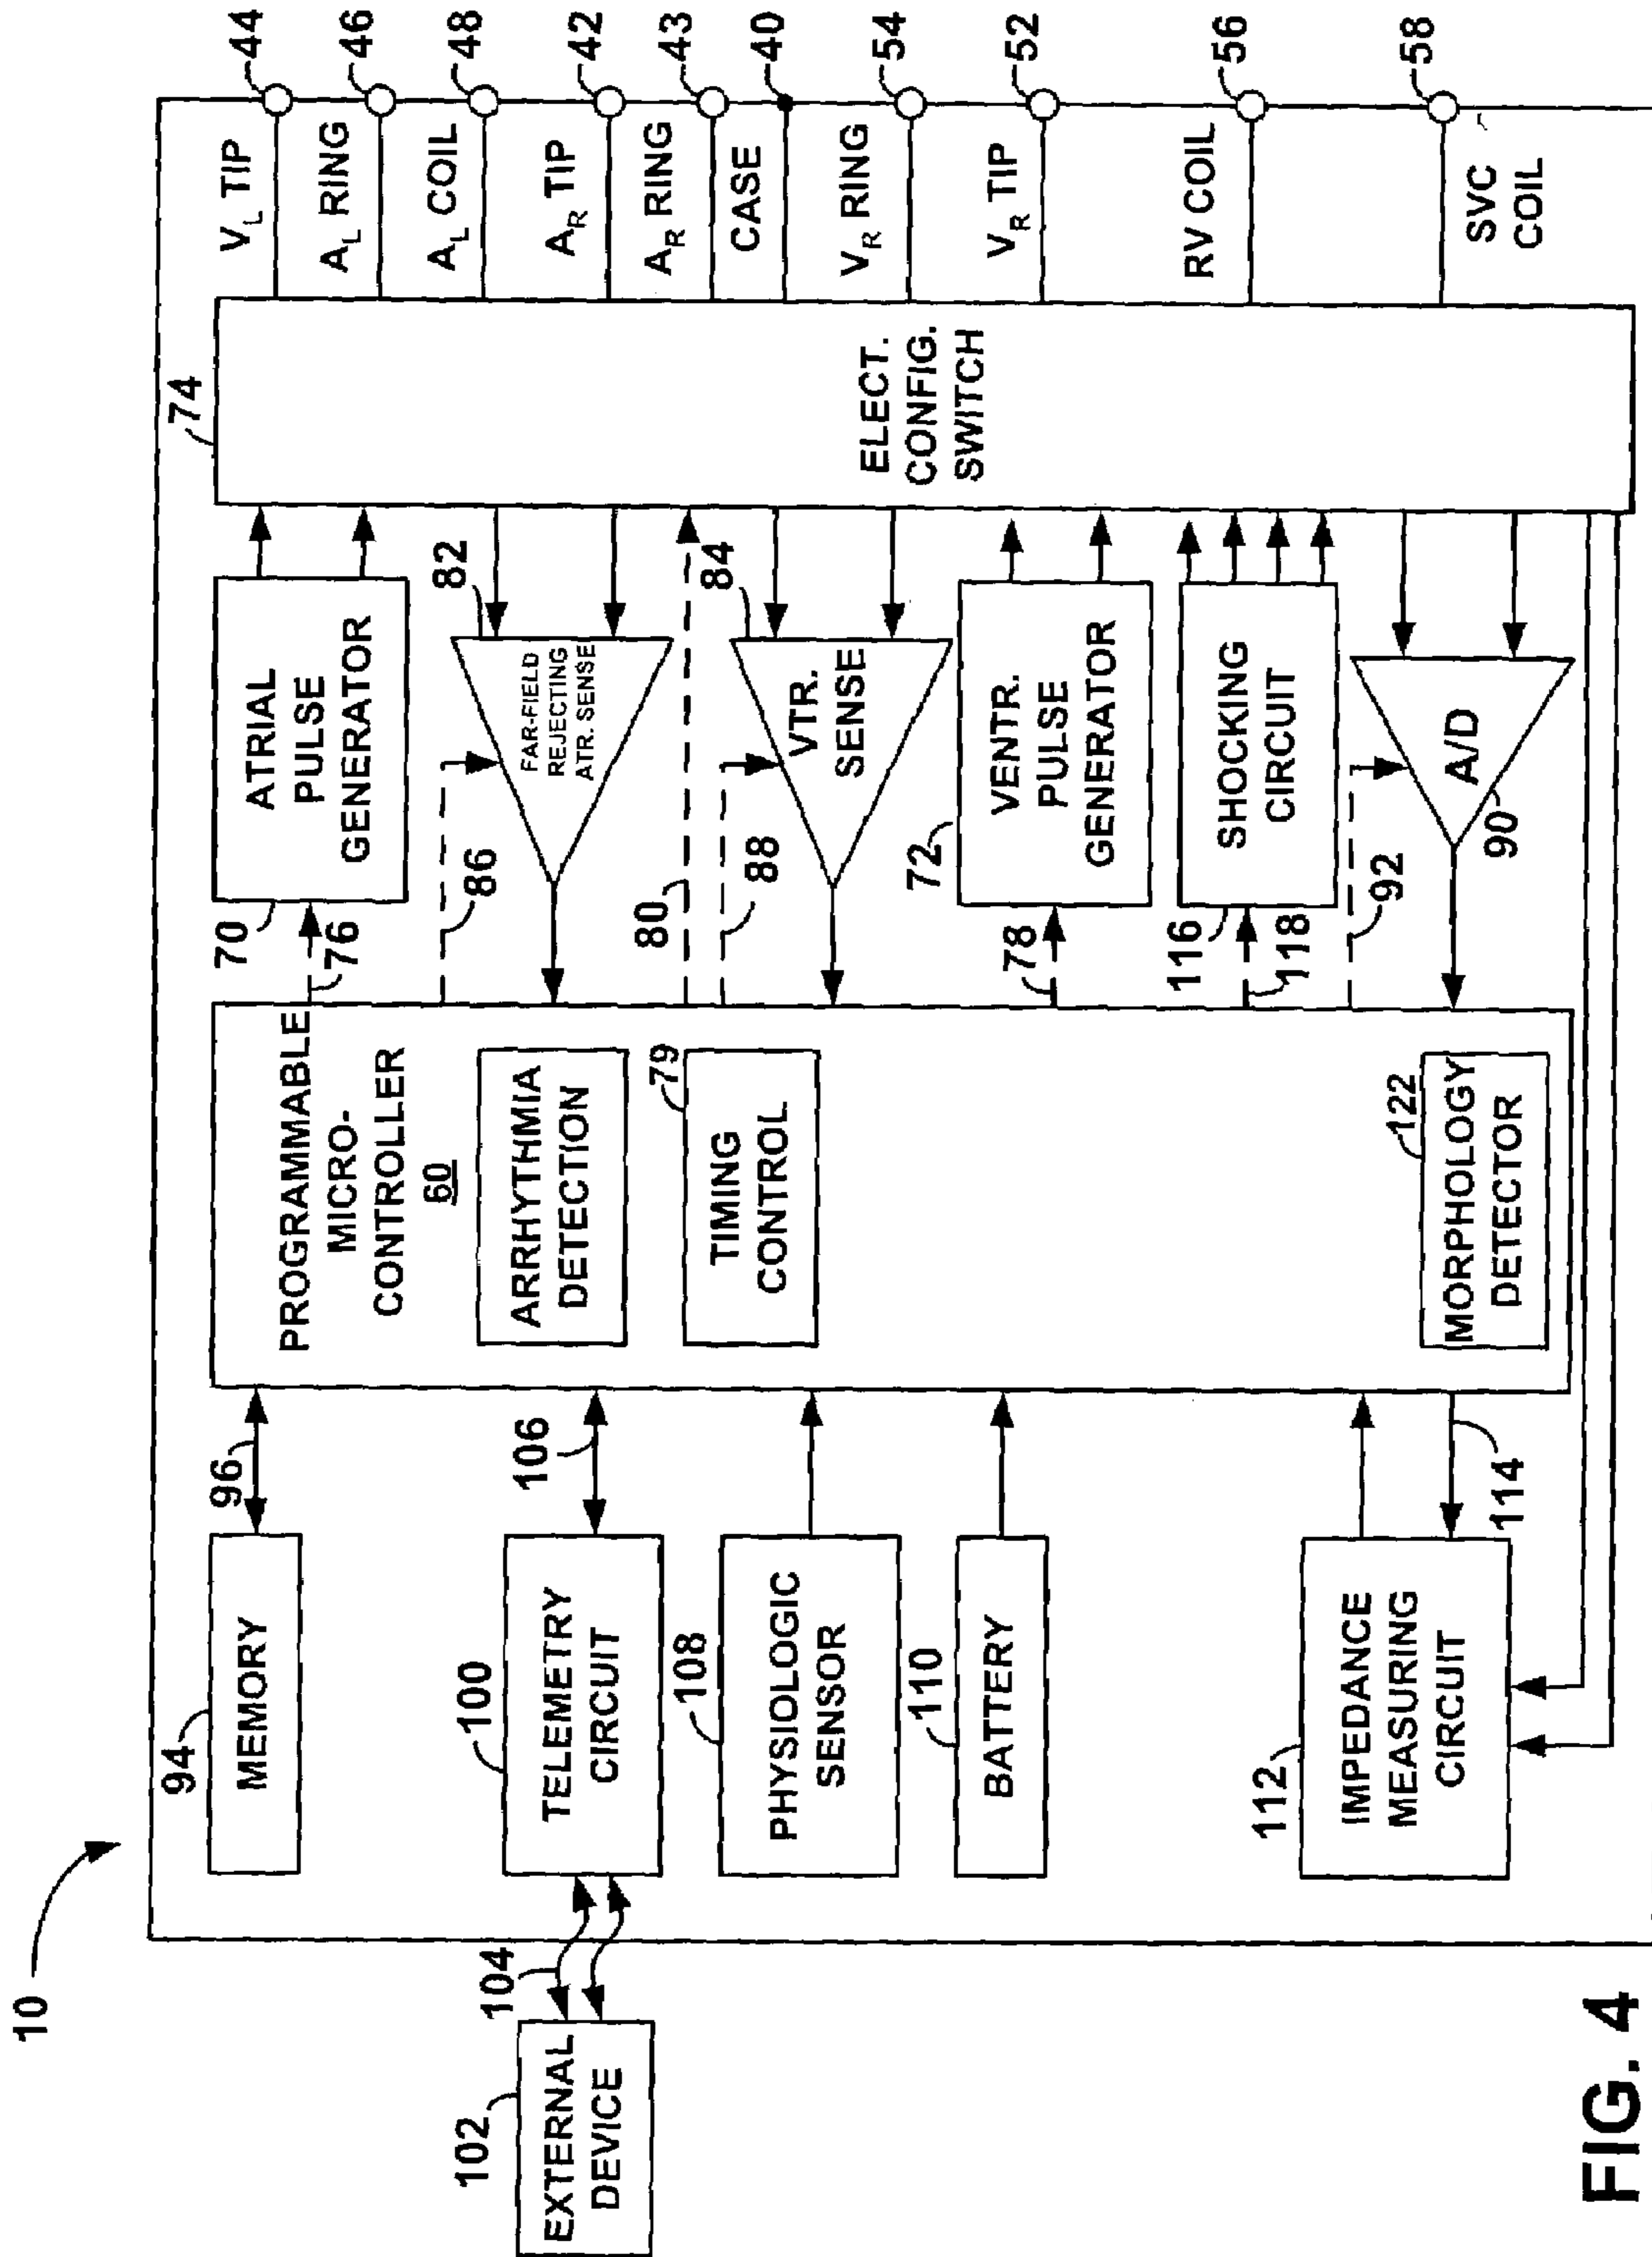 10
94
MEMORY
96
PROGRAMMABLE
MICRO-
CONTROLLER
60
ARRHYTHMIA
DETECTION
79
TIMING
CONTROL
122
MORPHOLOGY
DETECTOR
102
EXTERNAL
DEVICE
104
100
TELEMETRY
CIRCUIT
106
108
PHYSIOLOGIC
SENSOR
110
BATTERY
112
IMPEDANCE
MEASURING
CIRCUIT
114
70
76
ATRIAL
PULSE
GENERATOR
86
82
FAR-FIELD
REJECTING
ATR. SENSE
80
88
84
VTR.
SENSE
72
78
VENTR.
PULSE
GENERATOR
116
118
SHOCKING
CIRCUIT
92
90
A/D
74
ELECT.
CONFIG.
SWITCH
VL TIP 44
AL RING 46
AL COIL 48
AR TIP 42
AR RING 43
CASE 40
VR RING 54
VR TIP 52
RV COIL 56
SVC
COIL
58
FIG. 4